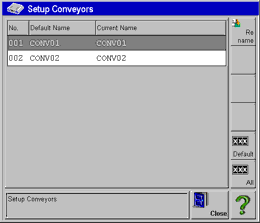 Setup Conveyors
No. Default Name Current Name
001 CONV01 CONV01
002 CONV02 CONV02
Re
name
xxx
Default
xxx
All
Setup Conveyors
Close
?